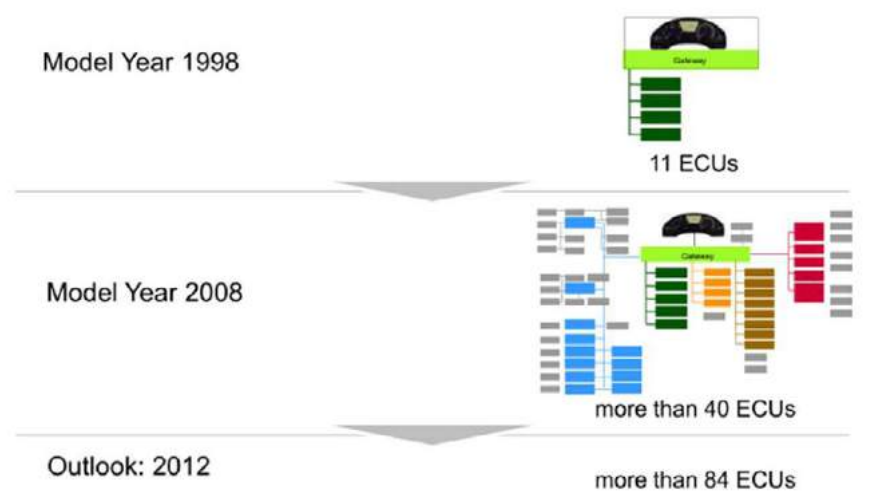 Model Year 1998
Gateway
11 ECUs
Model Year 2008
Gateway
more than 40 ECUs
Outlook: 2012
more than 84 ECUs